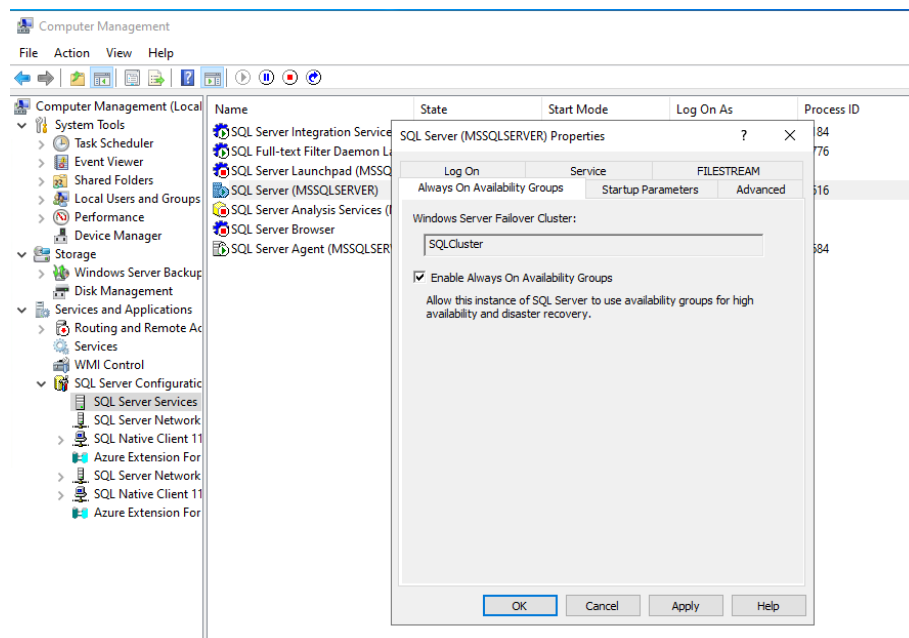 Computer Management
File Action View Help
Name State Start Mode Log On As Process ID
Computer Management (Local
System Tools
Task Scheduler
Event Viewer
Shared Folders
Local Users and Groups
Performance
Device Manager
Storage
Windows Server Backup
Disk Management
Services and Applications
Routing and Remote Ac
Services
WMI Control
SQL Server Configuratic
SQL Server Services
SQL Server Network
SQL Native Client 11
Azure Extension For
SQL Server Network
SQL Native Client 11
Azure Extension For
SQL Server Integration Service
SQL Full-text Filter Daemon La
SQL Server Launchpad (MSSQ
SQL Server (MSSQLSERVER)
SQL Server Analysis Services (
SQL Server Browser
SQL Server Agent (MSSQLSER
84
776
516
584
SQL Server (MSSQLSERVER) Properties ?
Log On Service FILESTREAM
Always On Availability Groups Startup Parameters Advanced
Windows Server Failover Cluster:
SQLCluster
Enable Always On Availability Groups
Allow this instance of SQL Server to use availability groups for high
availability and disaster recovery.
OK Cancel Apply Help